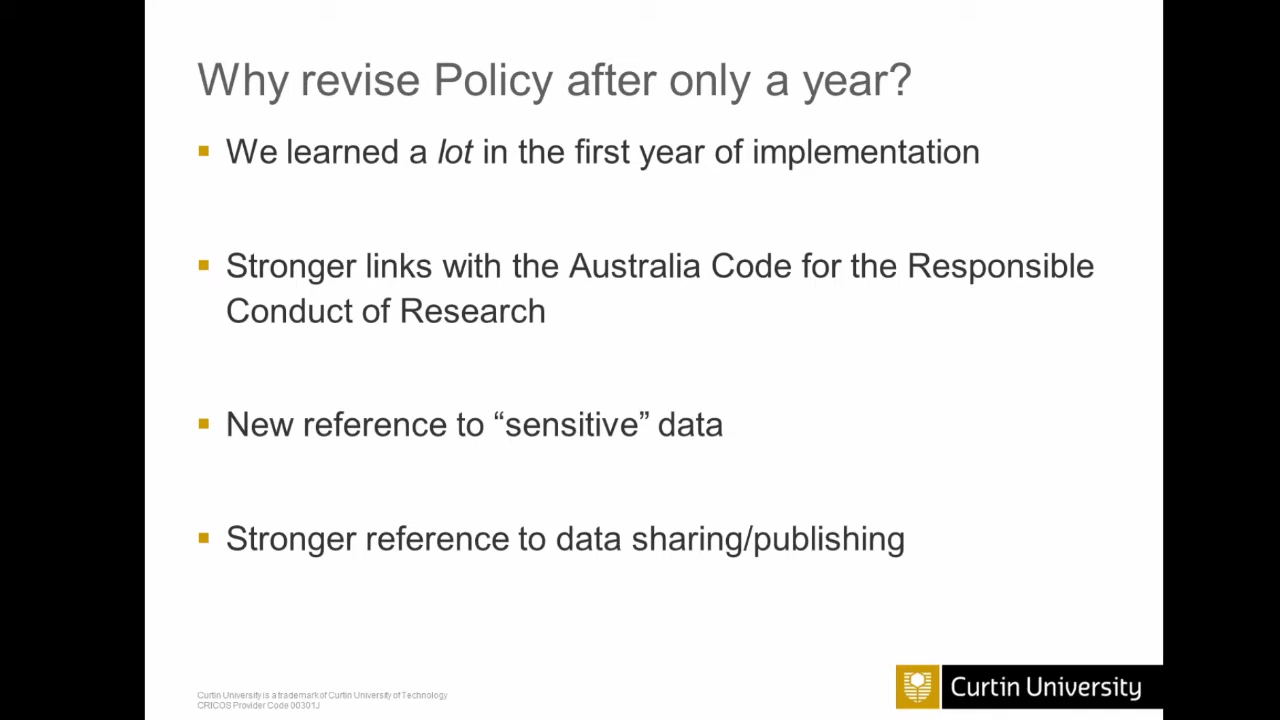 Why revise Policy after only a year?
We learned a lot in the first year of implementation
Stronger links with the Australia Code for the Responsible
Conduct of Research
New reference to “sensitive” data
Stronger reference to data sharing/publishing
Curtin University is a trademark of Curtin University of Technology
CRICOS Provider Code 00301J
Curtin University